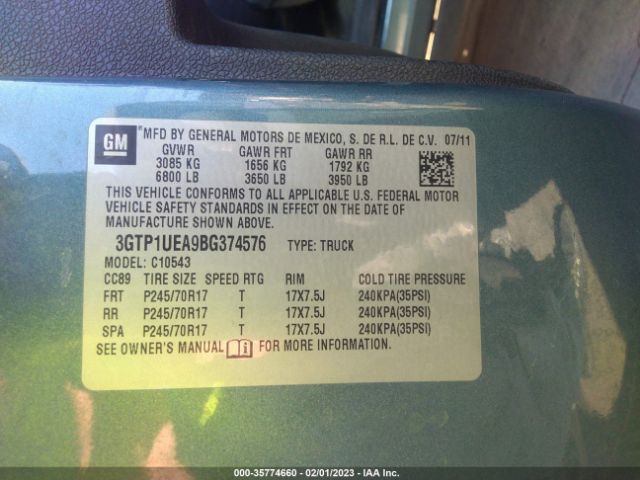 GM
® MFD BY GENERAL MOTORS DE MEXICO, S. DE R.L. DE C.V. 07/11
GVWR GAWR FRT GAWR RR
3085 KG 1656 KG 1792 KG
6800 LB 3650 LB 3950 LB
THIS VEHICLE CONFORMS TO ALL APPLICABLE U.S. FEDERAL MOTOR
VEHICLE SAFETY STANDARDS IN EFFECT ON THE DATE OF
MANUFACTURE SHOWN ABOVE.
3GTP1UEA9BG374576 TYPE: TRUCK
MODEL: C10543
CC89 TIRE SIZE SPEED RTG RIM COLD TIRE PRESSURE
FRT P245/70R17 T 17X7.5J 240KPA(35PSI)
RR P245/70R17 T 17X7.5J 240KPA(35PSI)
SPA P245/70R17 T 17X7.5J 240KPA(35PSI)
SEE OWNER'S MANUAL FOR MORE INFORMATION.
000-35774660 - 02/01/2023 - IAA Inc.